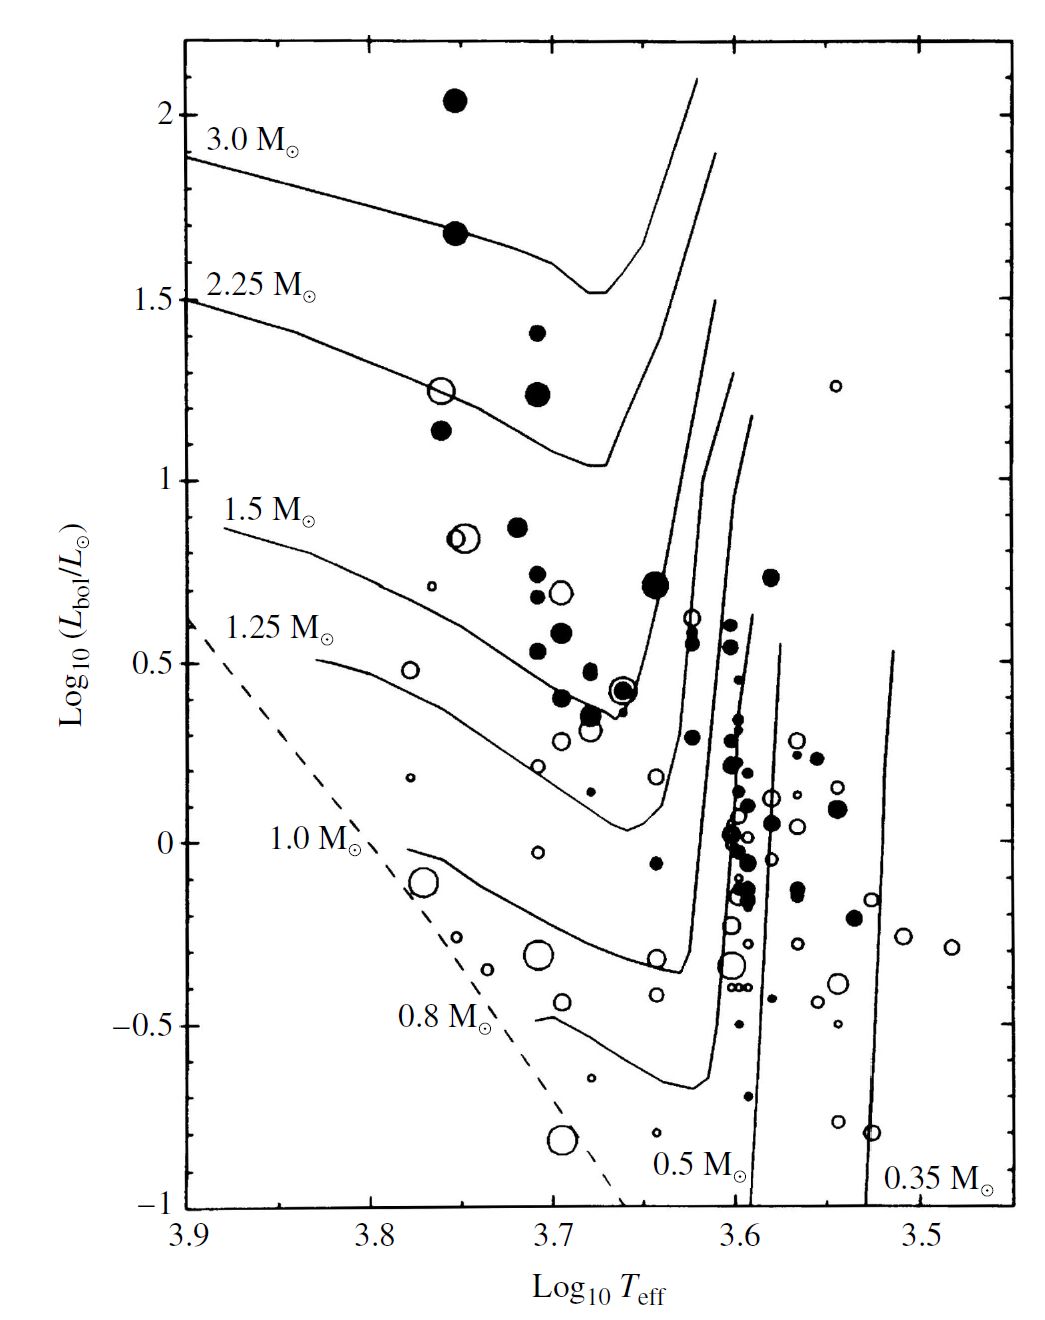 2
3.0 M☉
2.25 M☉
1.5
1
1.5 M☉
1.25 M☉
0.5
Log₁₀ (L_bol/L☉)
1.0 M☉
0
0.8 M☉
−0.5
0.5 M☉
0.35 M☉
−1
3.9 3.8 3.7 3.6 3.5
Log₁₀ T_eff